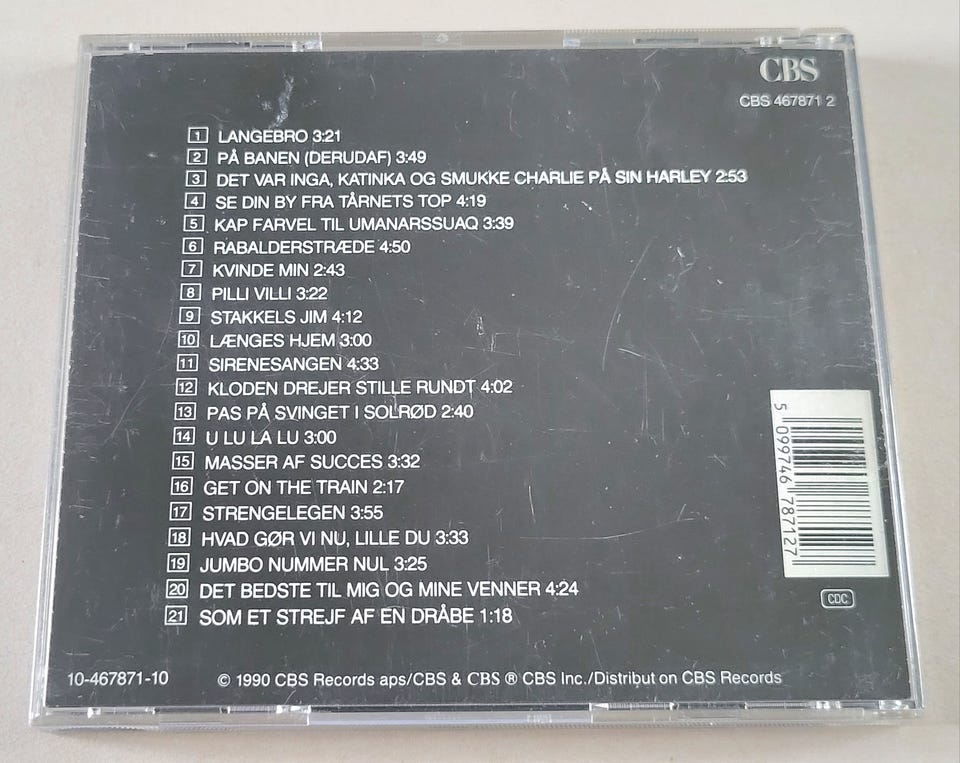 CBS
CBS 467871 2
1 LANGEBRO 3:21
2 PÅ BANEN (DERUDAF) 3:49
3 DET VAR INGA, KATINKA OG SMUKKE CHARLIE PÅ SIN HARLEY 2:53
4 SE DIN BY FRA TÅRNETS TOP 4:19
5 KAP FARVEL TIL UMANARSSUAQ 3:39
6 RABALDERSTRÆDE 4:50
7 KVINDE MIN 2:43
8 PILLI VILLI 3:22
9 STAKKELS JIM 4:12
10 LÆNGES HJEM 3:00
11 SIRENESANGEN 4:33
12 KLODEN DREJER STILLE RUNDT 4:02
13 PAS PÅ SVINGET I SOLRØD 2:40
14 U LU LA LU 3:00
15 MASSER AF SUCCES 3:32
16 GET ON THE TRAIN 2:17
17 STRENGELEGEN 3:55
18 HVAD GØR VI NU, LILLE DU 3:33
19 JUMBO NUMMER NUL 3:25
20 DET BEDSTE TIL MIG OG MINE VENNER 4:24
21 SOM ET STREJF AF EN DRÅBE 1:18
5 099746 787127
CDC
10-467871-10
© 1990 CBS Records aps/CBS & CBS ® CBS Inc./Distribut on CBS Records